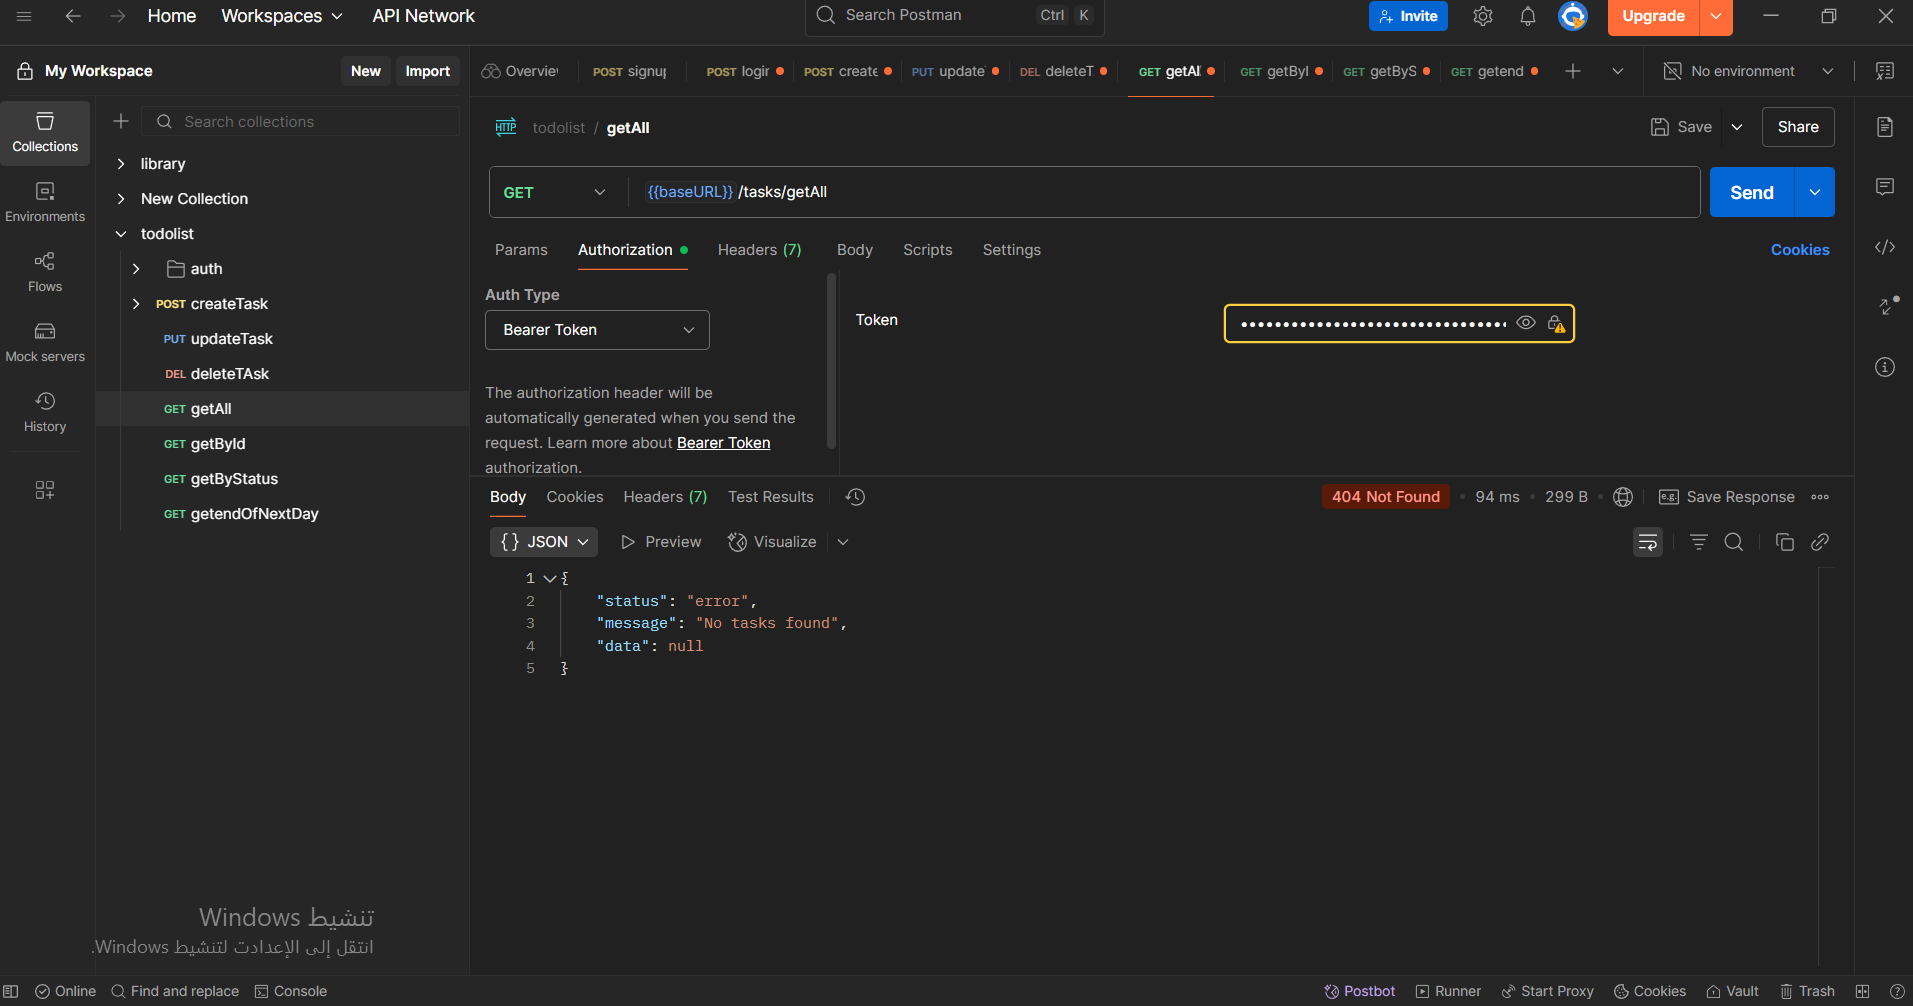 Home Workspaces API Network Search Postman Ctrl K Invite Upgrade
My Workspace New Import Overvie POST signup POST login POST create PUT update DEL deleteT GET getAl GET getByI GET getByS GET getend No environment
Collections
Environments
Flows
Mock servers
History
Search collections
library
New Collection
todolist
auth
POST createTask
PUT updateTask
DEL deleteTAsk
GET getAll
GET getById
GET getByStatus
GET getendOfNextDay
HTTP todolist / getAll Save Share
GET {{baseURL}} /tasks/getAll Send
Params Authorization Headers (7) Body Scripts Settings Cookies
Auth Type
Bearer Token
The authorization header will be
automatically generated when you send the
request. Learn more about Bearer Token
authorization.
Token
Body Cookies Headers (7) Test Results 404 Not Found 94 ms 299 B e.g. Save Response
{} JSON Preview Visualize
1 {
2 "status": "error",
3 "message": "No tasks found",
4 "data": null
5 }
تنشيط Windows
انتقل إلى الإعدادت لتنشيط Windows.
Online Find and replace Console Postbot Runner Start Proxy Cookies Vault Trash